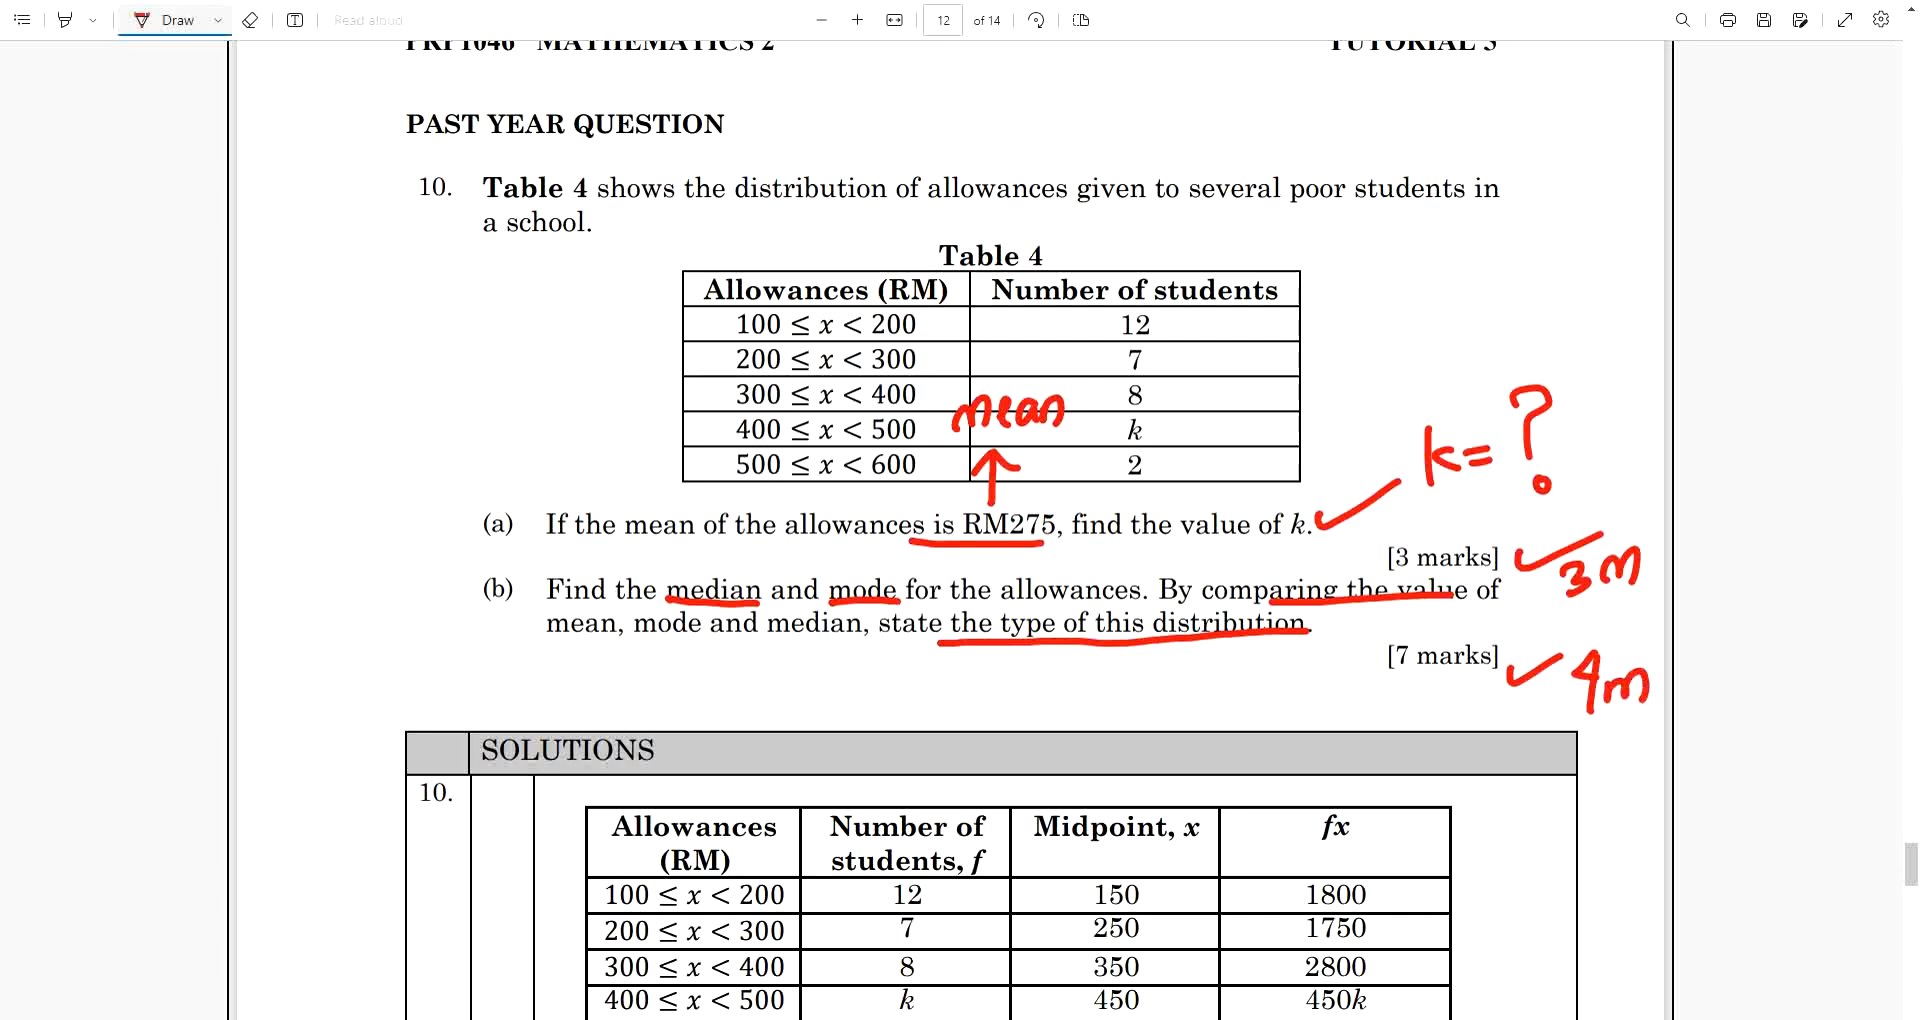 Draw
Read aloud
12 of 14
PAST YEAR QUESTION
10. Table 4 shows the distribution of allowances given to several poor students in
a school.
Table 4
Allowances (RM) Number of students
100 ≤ x < 200 12
200 ≤ x < 300 7
300 ≤ x < 400 8
mean
400 ≤ x < 500 k
500 ≤ x < 600 2
k = ?
(a) If the mean of the allowances is RM275, find the value of k.
[3 marks]
3m
(b) Find the median and mode for the allowances. By comparing the value of
mean, mode and median, state the type of this distribution.
[7 marks]
4m
SOLUTIONS
10.
Allowances (RM) Number of students, f Midpoint, x fx
100 ≤ x < 200 12 150 1800
200 ≤ x < 300 7 250 1750
300 ≤ x < 400 8 350 2800
400 ≤ x < 500 k 450 450k